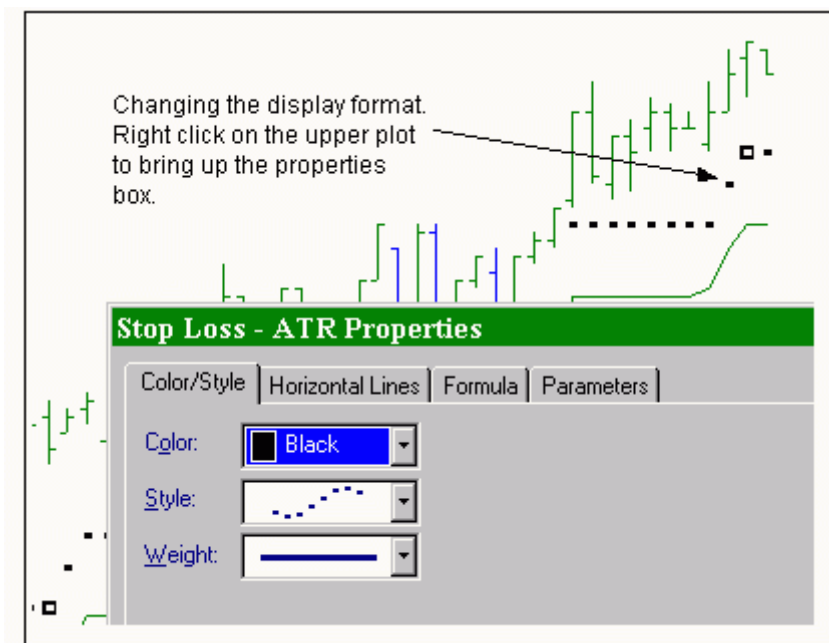 Changing the display format.
Right click on the upper plot
to bring up the properties
box.
Stop Loss - ATR Properties
Color/Style
Horizontal Lines
Formula
Parameters
Color:
Black
Style:
Weight: